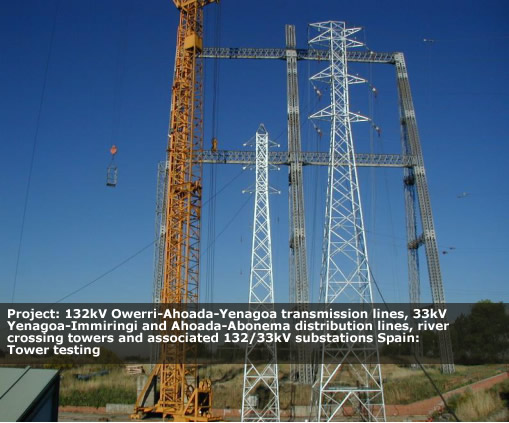 Project: 132kV Owerri-Ahoada-Yenagoa transmission lines, 33kV
Yenagoa-Immiringi and Ahoada-Abonema distribution lines, river
crossing towers and associated 132/33kV substations Spain:
Tower testing